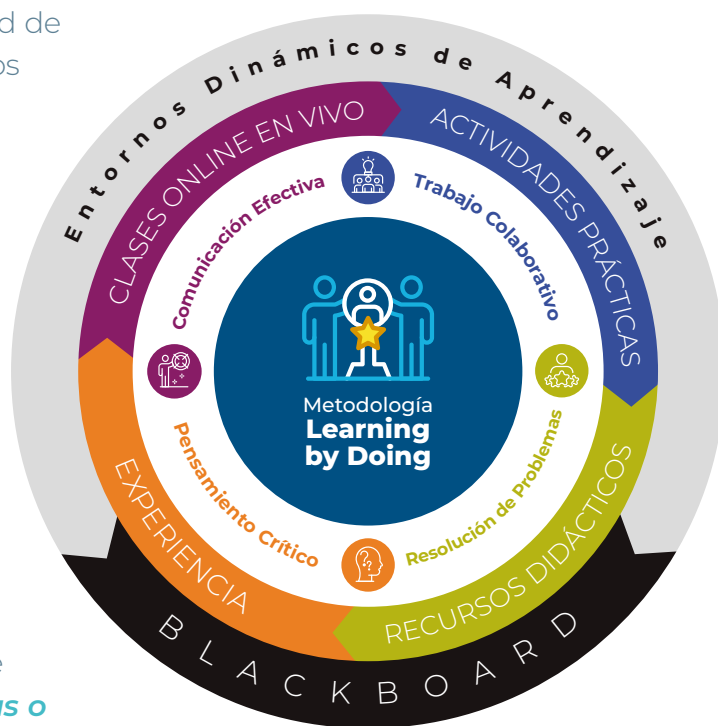 d de
os
Entornos Dinámicos de Aprendizaje
CLASES ONLINE EN VIVO
ACTIVIDADES PRÁCTICAS
Comunicación Efectiva
Trabajo Colaborativo
Metodología
Learning
by Doing
Pensamiento Crítico
Resolución de Problemas
EXPERIENCIA
RECURSOS DIDÁCTICOS
BLACKBOARD
e
us o